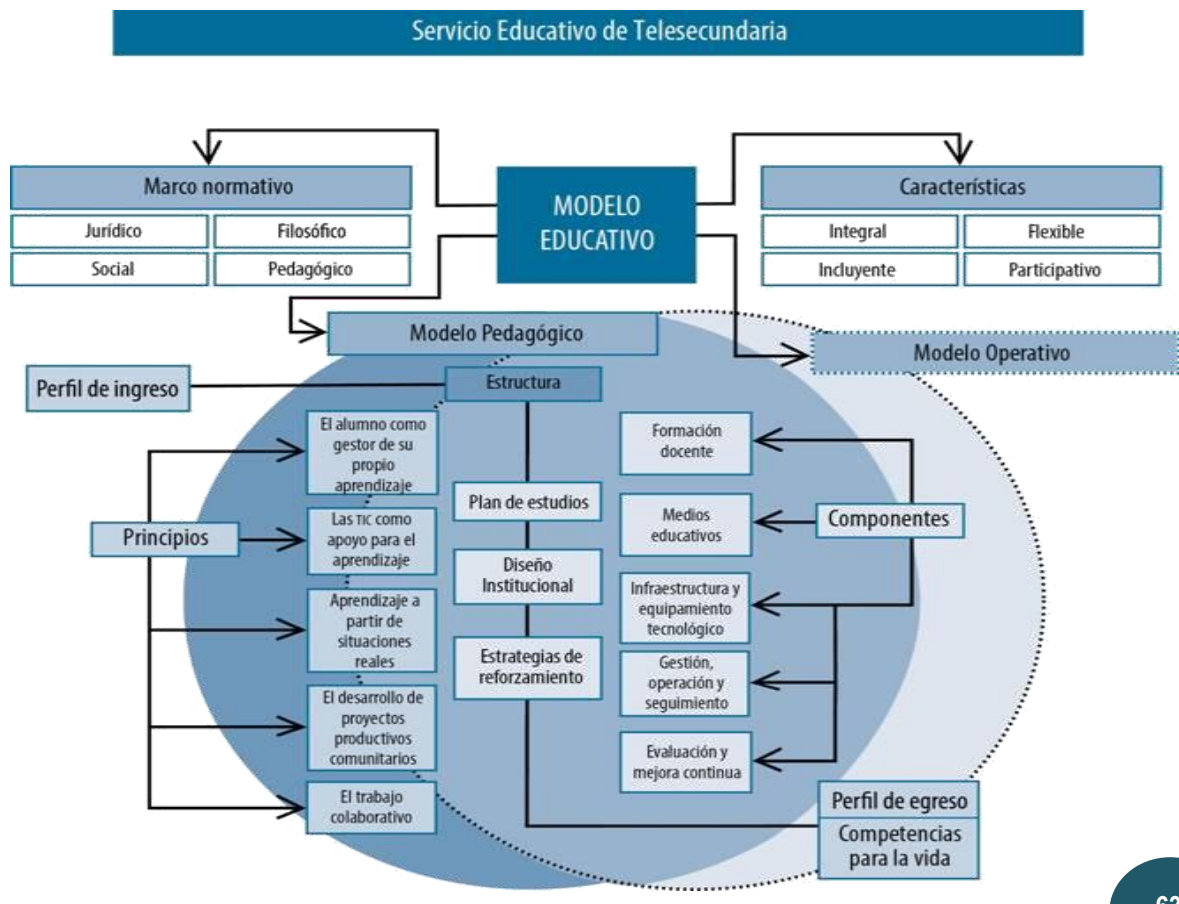 Servicio Educativo de Telesecundaria
Marco normativo
Jurídico
Filosófico
Social
Pedagógico
MODELO
EDUCATIVO
Características
Integral
Flexible
Incluyente
Participativo
Modelo Pedagógico
Modelo Operativo
Perfil de ingreso
Estructura
El alumno como
gestor de su
propio
aprendizaje
Principios
Las TIC como
apoyo para el
aprendizaje
Aprendizaje a
partir de
situaciones
reales
El desarrollo de
proyectos
productivos
comunitarios
El trabajo
colaborativo
Plan de estudios
Diseño
Institucional
Estrategias de
reforzamiento
Formación
docente
Medios
educativos
Componentes
Infraestructura y
equipamiento
tecnológico
Gestión,
operación y
seguimiento
Evaluación y
mejora continua
Perfil de egreso
Competencias
para la vida